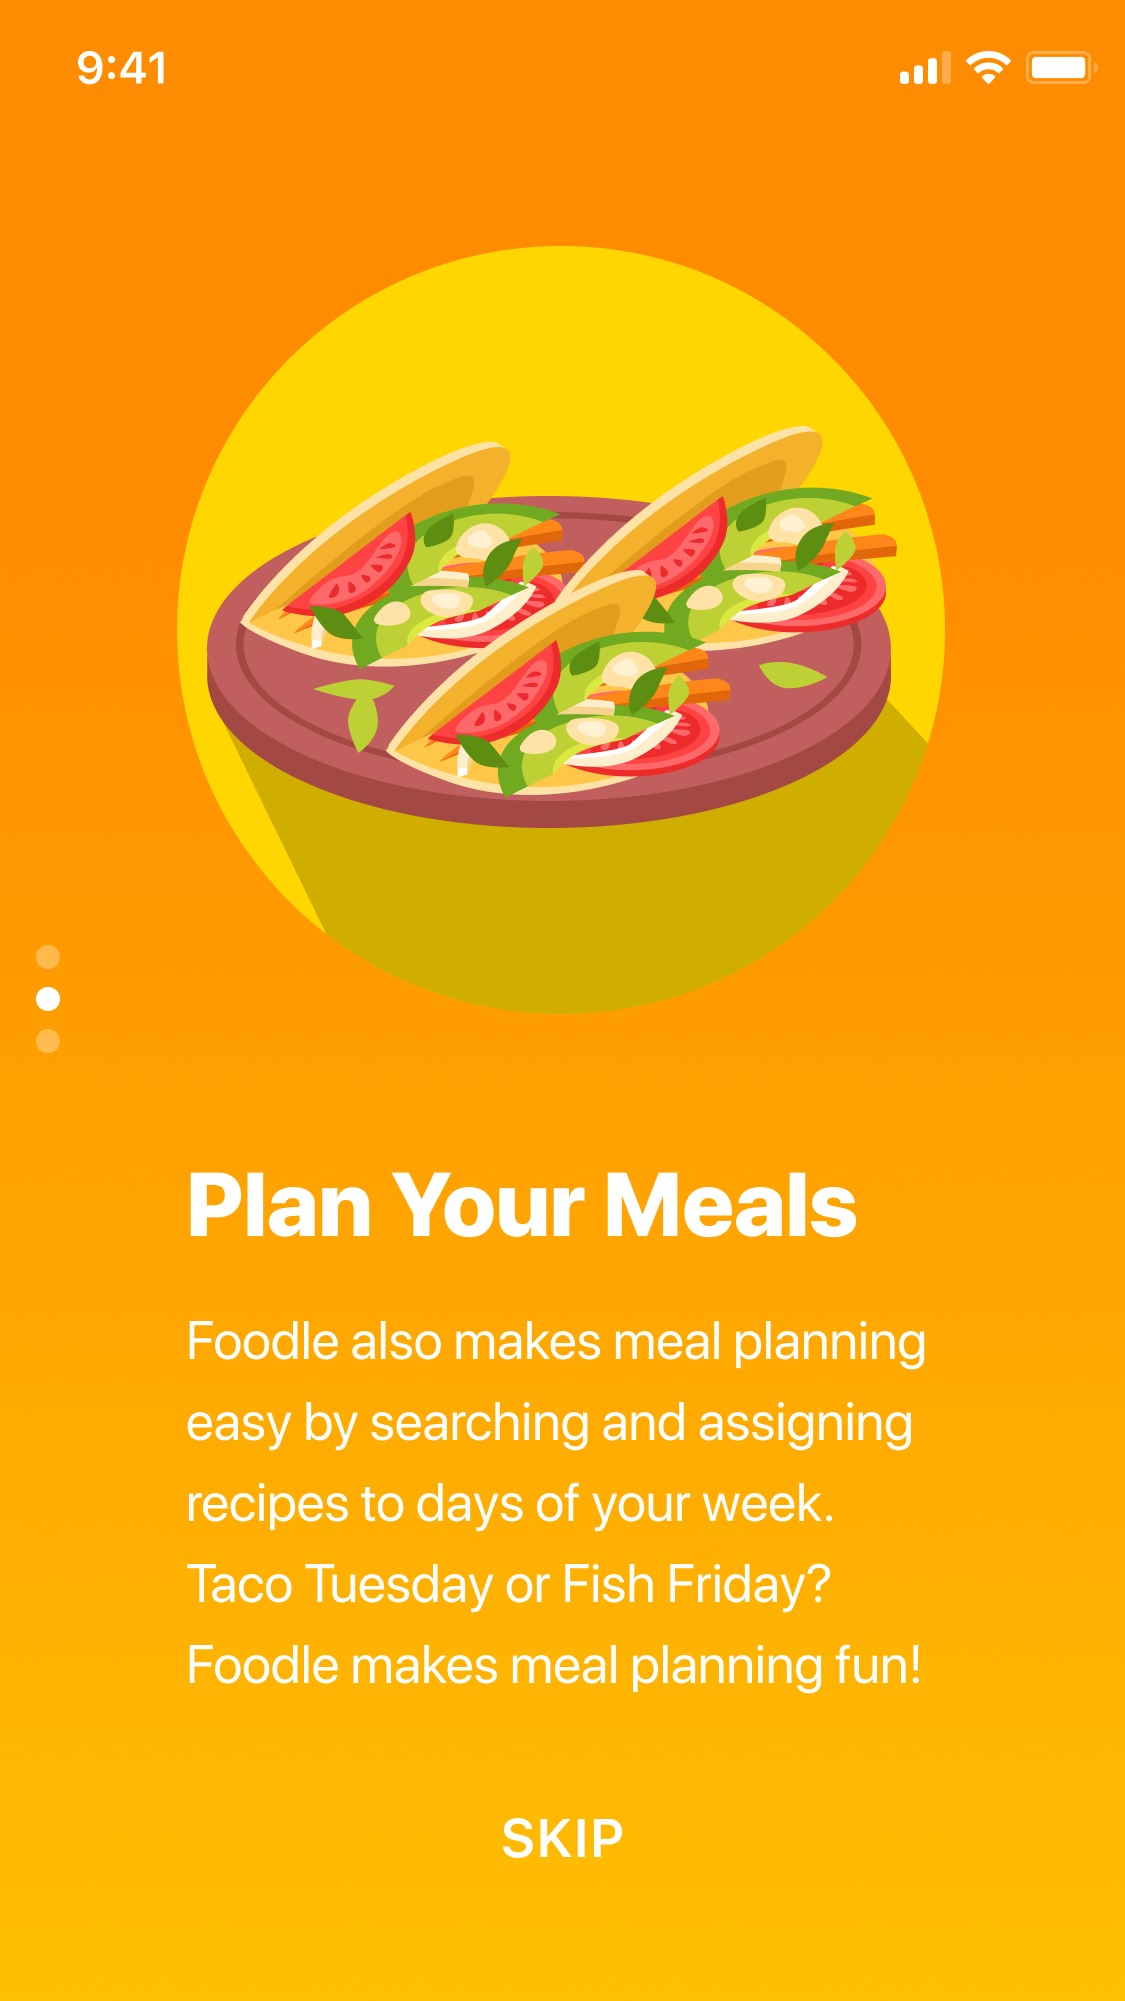 9:41
Plan Your Meals
Foodle also makes meal planning
easy by searching and assigning
recipes to days of your week.
Taco Tuesday or Fish Friday?
Foodle makes meal planning fun!
SKIP